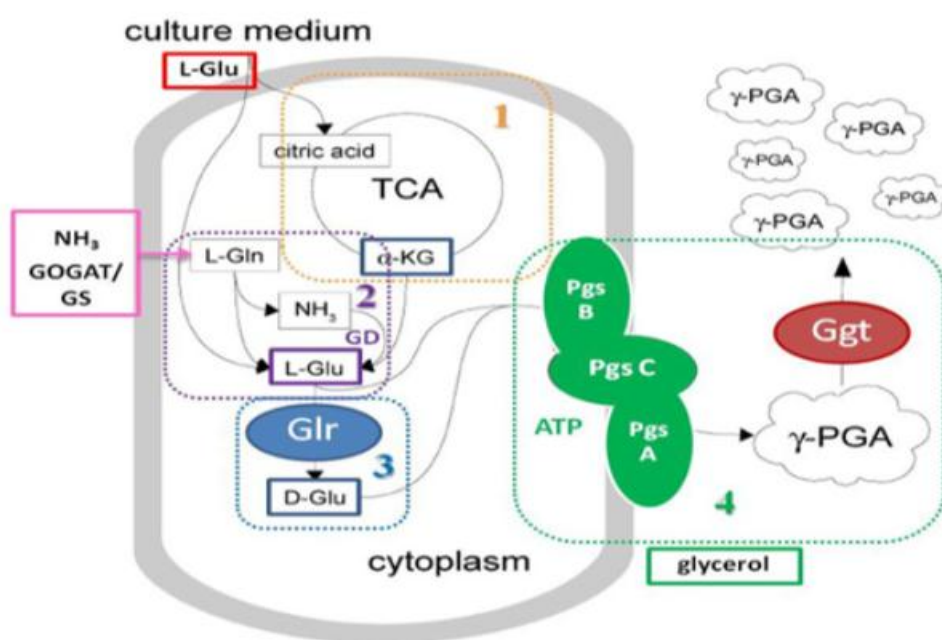 culture medium
L-Glu
1
citric acid
TCA
α-KG
NH₃
GOGAT/
GS
L-Gln
2
NH₃
GD
L-Glu
Glr
3
D-Glu
cytoplasm
Pgs
B
Pgs C
ATP
Pgs
A
4
glycerol
γ-PGA
γ-PGA
γ-PGA
γ-PGA
γ-PGA
Ggt
γ-PGA